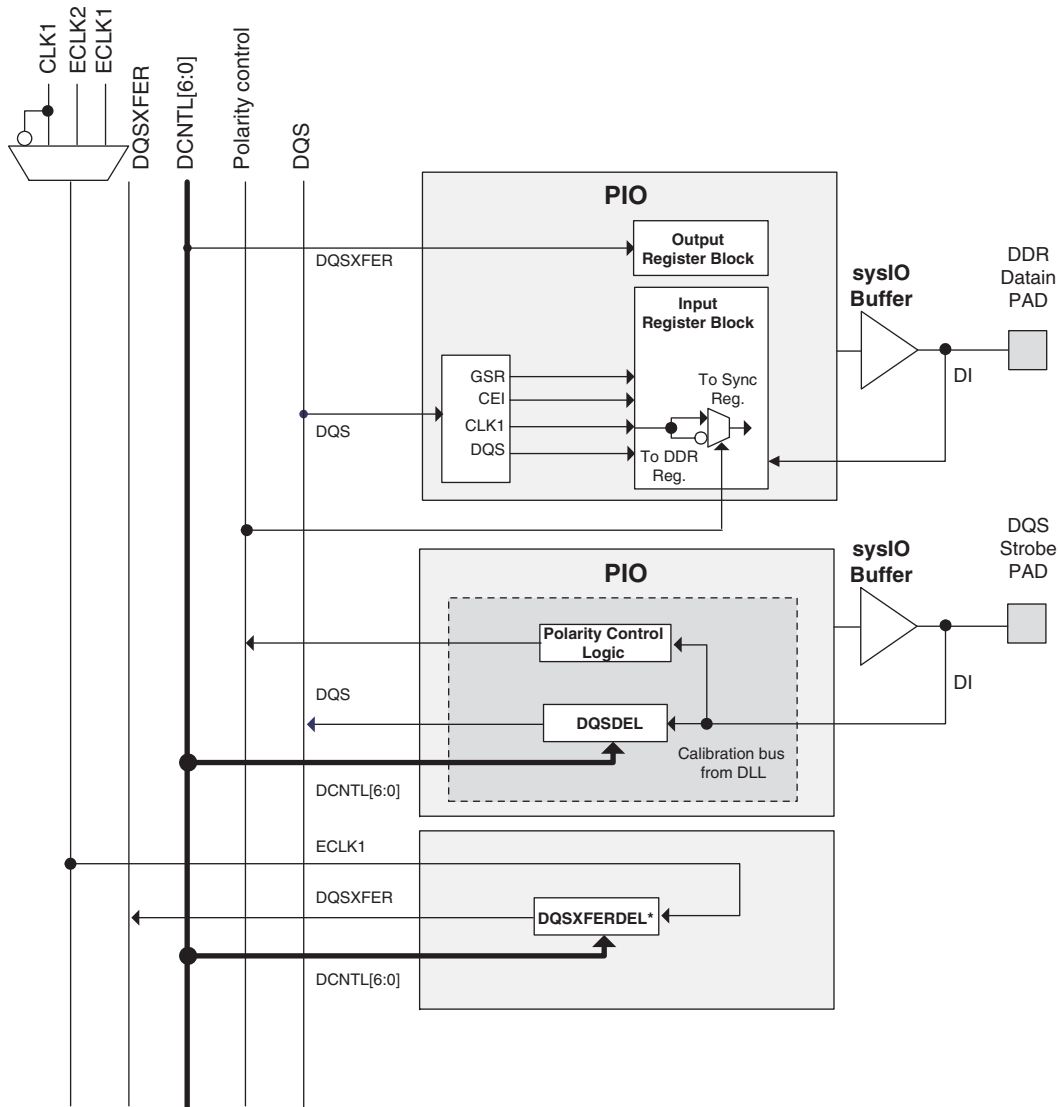 CLK1
ECLK2
ECLK1
DQSXFER
DCNTL[6:0]
Polarity control
DQS
PIO
DQSXFER
Output
Register Block
Input
Register Block
GSR
CEI
CLK1
DQS
To Sync
Reg.
To DDR
Reg.
DQS
sysIO
Buffer
DI
DDR
Datain
PAD
PIO
Polarity Control
Logic
DQS
DQSDEL
Calibration bus
from DLL
DCNTL[6:0]
sysIO
Buffer
DI
DQS
Strobe
PAD
ECLK1
DQSXFER
DQSXFERDEL*
DCNTL[6:0]